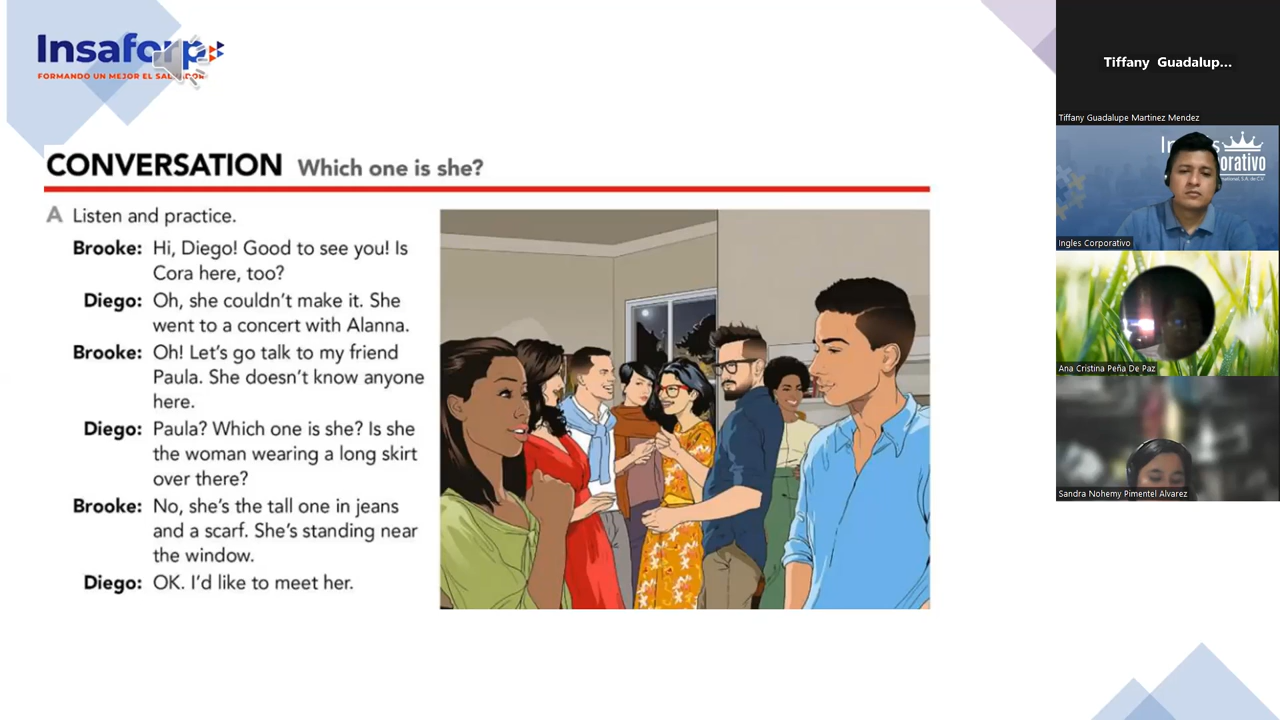 Insaforp
FORMANDO UN MEJOR EL SALVADOR
CONVERSATION Which one is she?
A Listen and practice.
Brooke: Hi, Diego! Good to see you! Is
Cora here, too?
Diego: Oh, she couldn't make it. She
went to a concert with Alanna.
Brooke: Oh! Let's go talk to my friend
Paula. She doesn't know anyone
here.
Diego: Paula? Which one is she? Is she
the woman wearing a long skirt
over there?
Brooke: No, she's the tall one in jeans
and a scarf. She's standing near
the window.
Diego: OK. I'd like to meet her.
Tiffany Guadalup...
Tiffany Guadalupe Martinez Mendez
Ingles Corporativo
Ana Cristina Peña De Paz
Sandra Nohemy Pimentel Alvarez